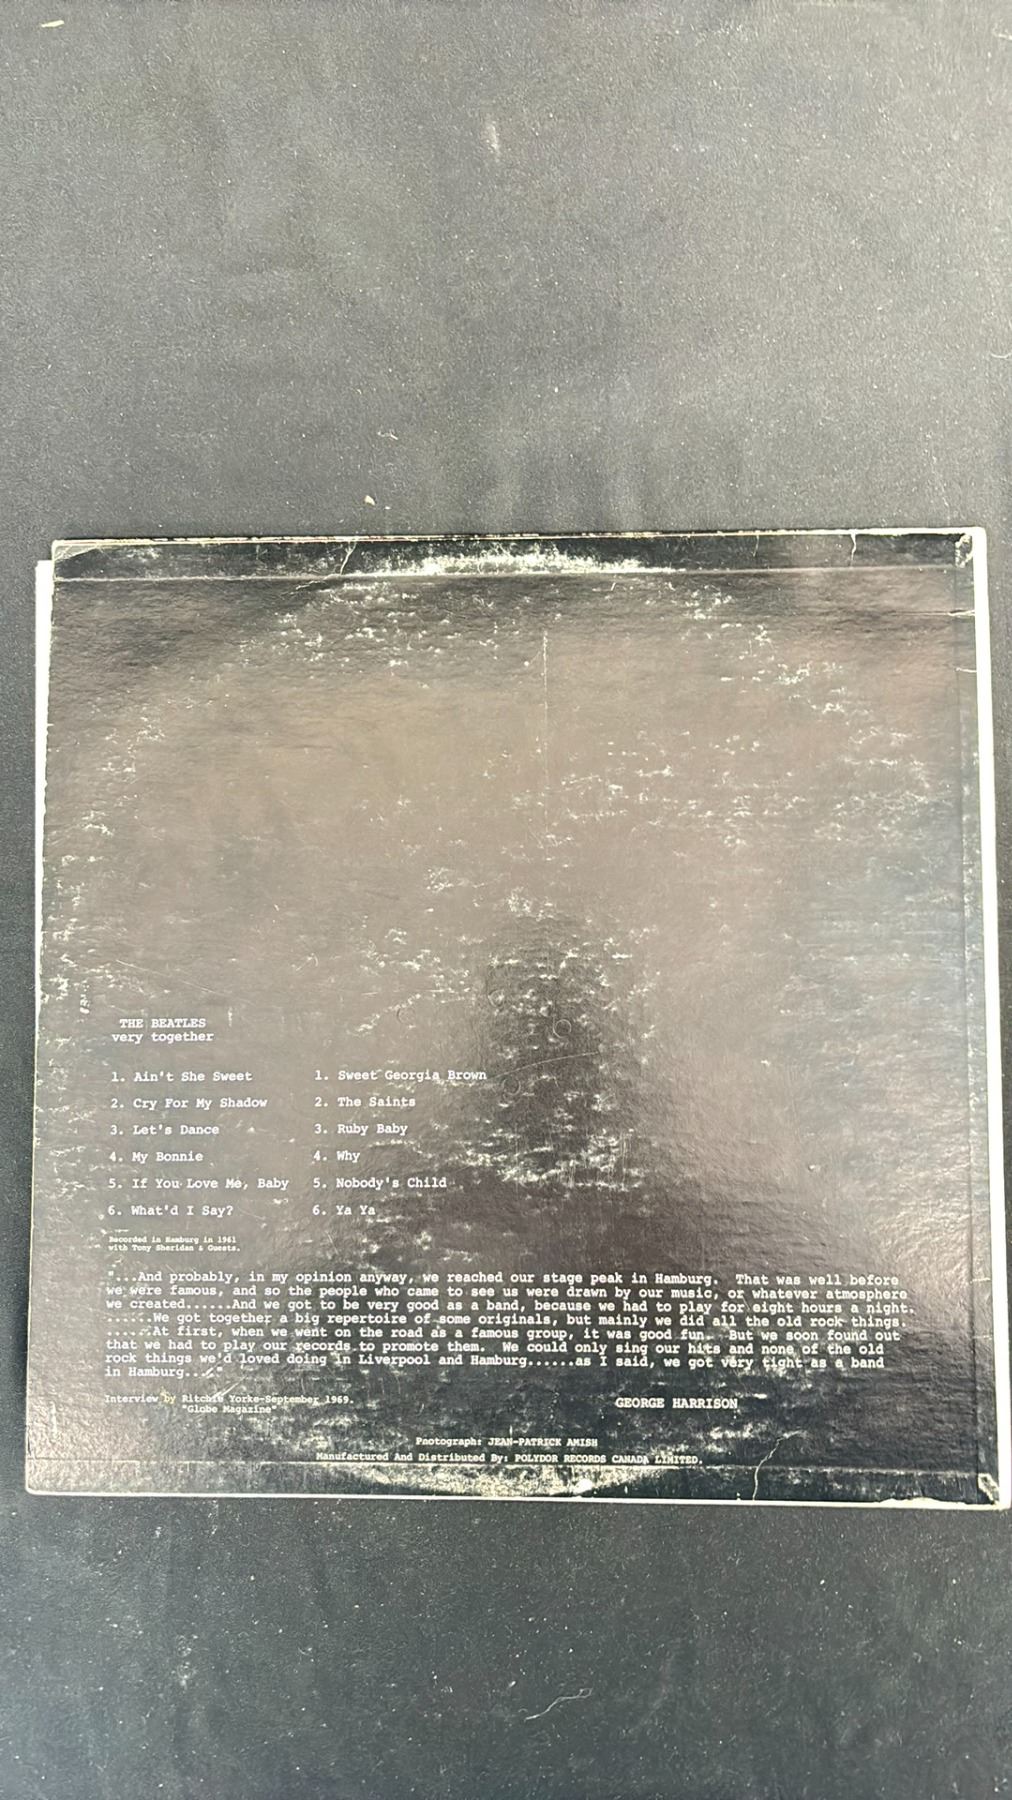 THE BEATLES
very together
1. Ain't She Sweet
2. Cry For My Shadow
3. Let's Dance
4. My Bonnie
5. If You Love Me, Baby
6. What'd I Say?
1. Sweet Georgia Brown
2. The Saints
3. Ruby Baby
4. Why
5. Nobody's Child
6. Ya Ya
Recorded in Hamburg in 1961
with Tony Sheridan & Guests.
"...And probably, in my opinion anyway, we reached our stage peak in Hamburg. That was well before
we were famous, and so the people who came to see us were drawn by our music, or whatever atmosphere
we created......And we got to be very good as a band, because we had to play for eight hours a night.
......We got together a big repertoire of some originals, but mainly we did all the old rock things.
......At first, when we went on the road as a famous group, it was good fun. But we soon found out
that we had to play our records to promote them. We could only sing our hits and none of the old
rock things we'd loved doing in Liverpool and Hamburg......as I said, we got very tight as a band
in Hamburg..."
Interview by Ritchie Yorke-September 1969.
"Globe Magazine"
GEORGE HARRISON
Photograph: JEAN-PATRICK AMISH
Manufactured And Distributed By: POLYDOR RECORDS CANADA LIMITED.